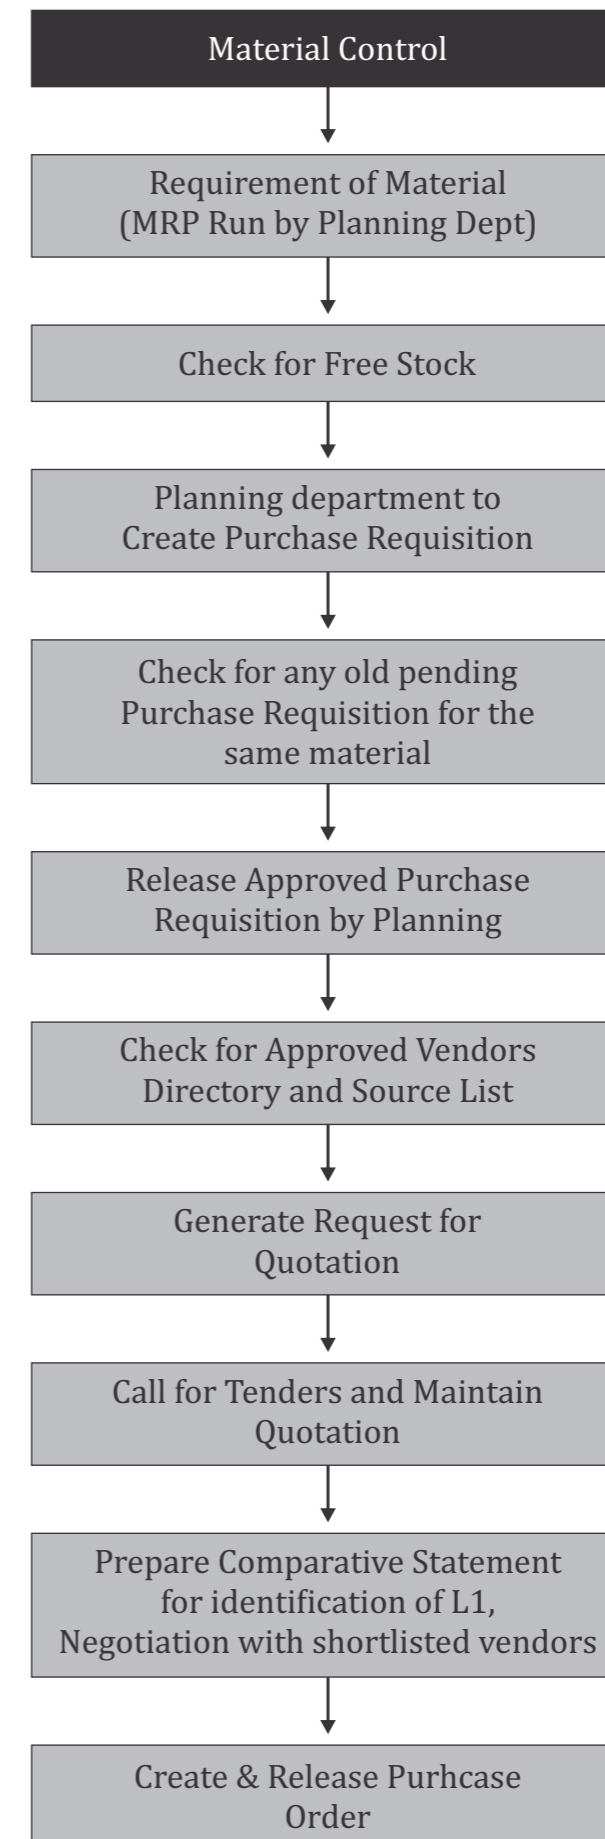 Material Control
Requirement of Material
(MRP Run by Planning Dept)
Check for Free Stock
Planning department to
Create Purchase Requisition
Check for any old pending
Purchase Requisition for the
same material
Release Approved Purchase
Requisition by Planning
Check for Approved Vendors
Directory and Source List
Generate Request for
Quotation
Call for Tenders and Maintain
Quotation
Prepare Comparative Statement
for identification of L1,
Negotiation with shortlisted vendors
Create & Release Purhcase
Order